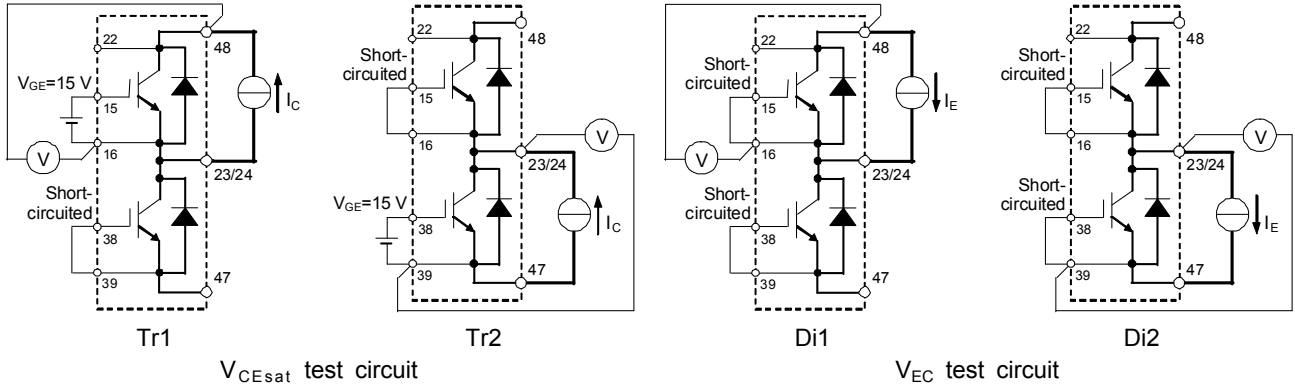 22
48
V_GE=15 V
15
16
V
I_C
23/24
Short-
circuited
38
39
47
Tr1
22
48
Short-
circuited
15
16
V
23/24
V_GE=15 V
38
39
I_C
47
Tr2
V_CEsat test circuit
22
48
Short-
circuited
15
16
V
I_E
23/24
Short-
circuited
38
39
47
Di1
22
48
Short-
circuited
15
16
V
23/24
Short-
circuited
38
39
I_E
47
Di2
V_EC test circuit